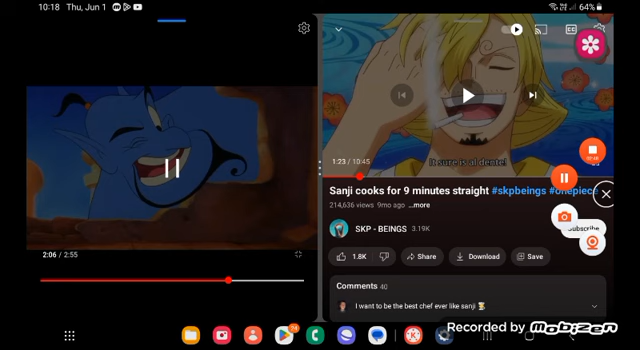 10:18 Thu, Jun 1
64%
1:23 / 10:45
It sure is al dente!
Sanji cooks for 9 minutes straight #skpbeings #onepiece
214,636 views 9mo ago ...more
SKP - BEINGS 3.19K
Subscribe
1.8K
Share
Download
Save
Comments 40
I want to be the best chef ever like sanji
2:06 / 2:55
Recorded by mobizen